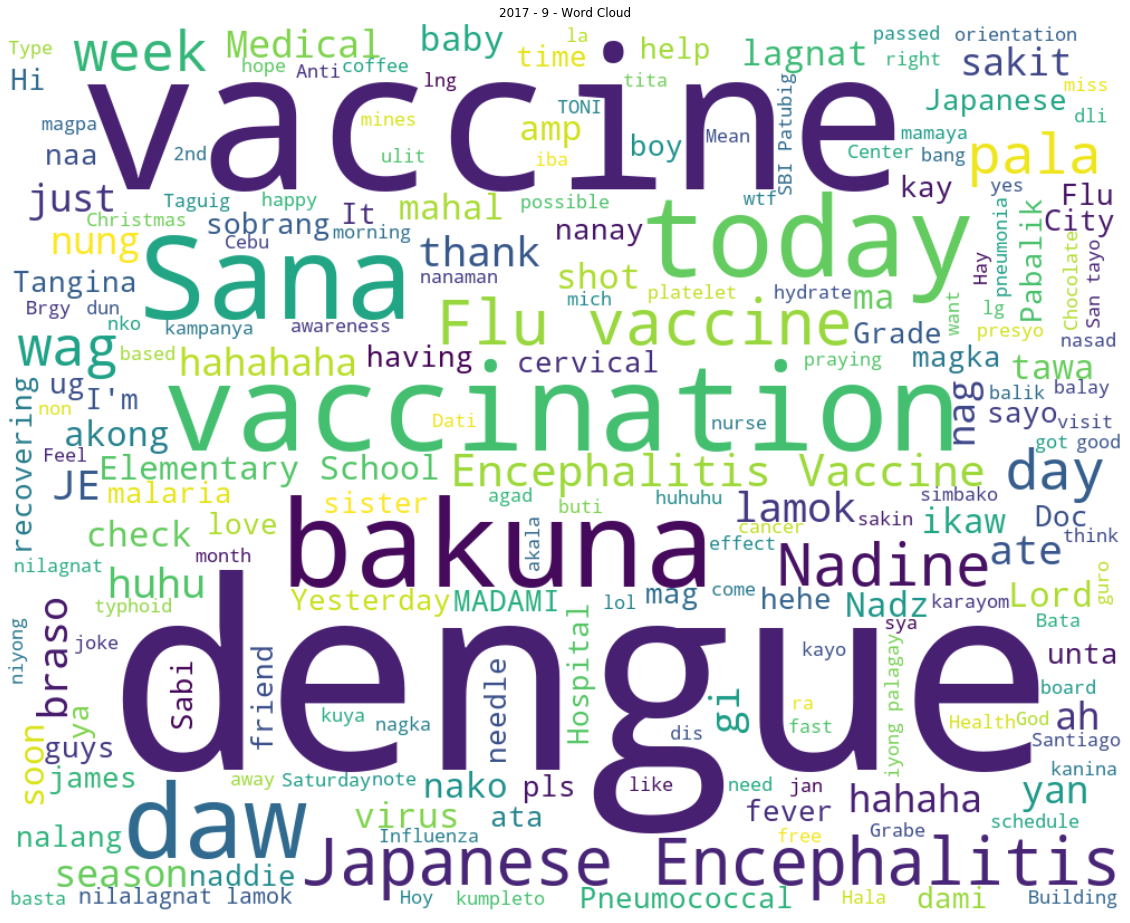 2017 - 9 - Word Cloud
Type
week
Medical
baby
la
time
help
lagnat
passed
orientation
right
sakit
Hi
hope
Anti
coffee
lng
tita
miss
vaccine
TONI
SBI Patubig
Japanese
dli
magpa
mines
amp
Mean
mamaya
naa
2nd
ulit
iba
boy
Center
bang
pala
just
Taguig
happy
mahal
possible
wtf
kay
yes
Flu
Christmas
sobrang
It
nanay
today
City
nung
Cebu
morning
thank
shot
pneumonia
Pabalik
Chocolate
San tayo
Tangina
Sana
nanaman
platelet
hydrate
ma
Hay
Brgy
dun
mich
want
lg
nko
kampanya
awareness
Flu vaccine
Grade
presyo
nasad
wag
based
hahahaha
having
cervical
praying
magka
tawa
ug
I'm
vaccination
nag
balik
balay
recovering
non
akong
Dati
nurse
sayo
visit
Feel
got
good
Elementary School
Encephalitis Vaccine
day
JE
malaria
sister
agad
buti
huhuhu
lamok
simbako
check
love
akala
cancer
sakin
ikaw
Doc
think
nilagnat
month
bakuna
effect
Nadine
ate
huhu
Yesterday
MADAMI
lol
mag
come
hehe
Nadz
karayom
Lord
guro
typhoid
niyong
braso
joke
dengue
sya
Bata
Sabi
friend
needle
Hospital
kayo
iyong palagay
unta
ya
kuya
nagka
gi
ra
board
soon
guys
dis
fast
Health
God
ah
Santiago
james
away
Saturday
note
nako
pls
like
need
jan
kanina
daw
virus
ata
fever
hahaha
yan
nalang
Influenza
free
Grabe
schedule
season
naddie
Japanese Encephalitis
basta
nilalagnat lamok
Hoy
kumpleto
Pneumococcal
Hala
dami
Building